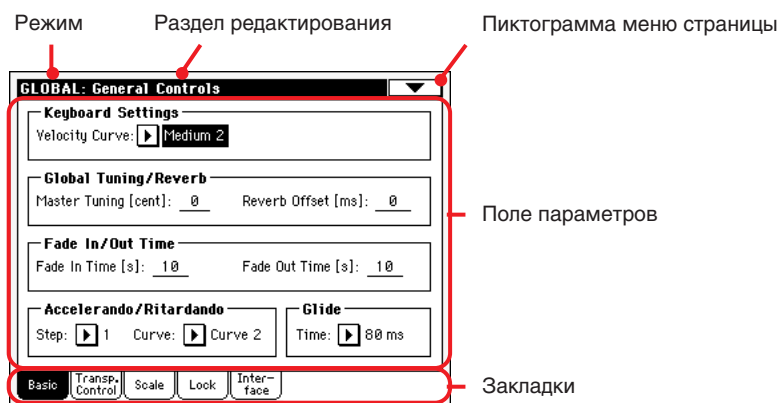 Режим Раздел редактирования Пиктограмма меню страницы
GLOBAL: General Controls
Keyboard Settings
Velocity Curve: Medium 2
Global Tuning/Reverb
Master Tuning [cent]: 0 Reverb Offset [ms]: 0
Поле параметров
Fade In/Out Time
Fade In Time [s]: 10 Fade Out Time [s]: 10
Accelerando/Ritardando Glide
Step: 1 Curve: Curve 2 Time: 80 ms
Basic Transp. Control Scale Lock Inter-face
Закладки